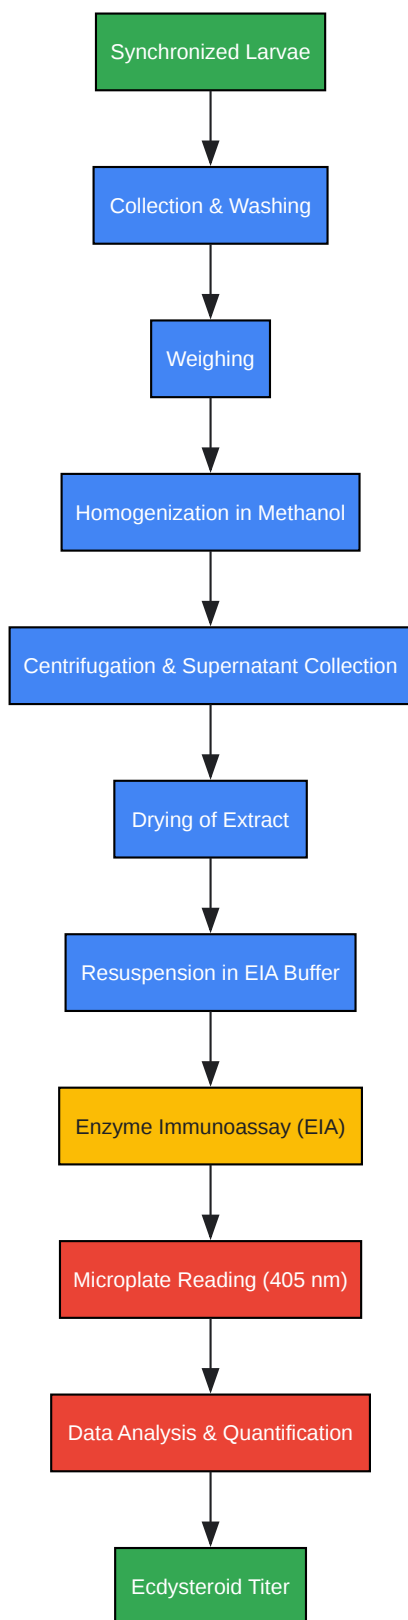 Synchronized Larvae
Collection & Washing
Weighing
Homogenization in Methanol
Centrifugation & Supernatant Collection
Drying of Extract
Resuspension in EIA Buffer
Enzyme Immunoassay (EIA)
Microplate Reading (405 nm)
Data Analysis & Quantification
Ecdysteroid Titer